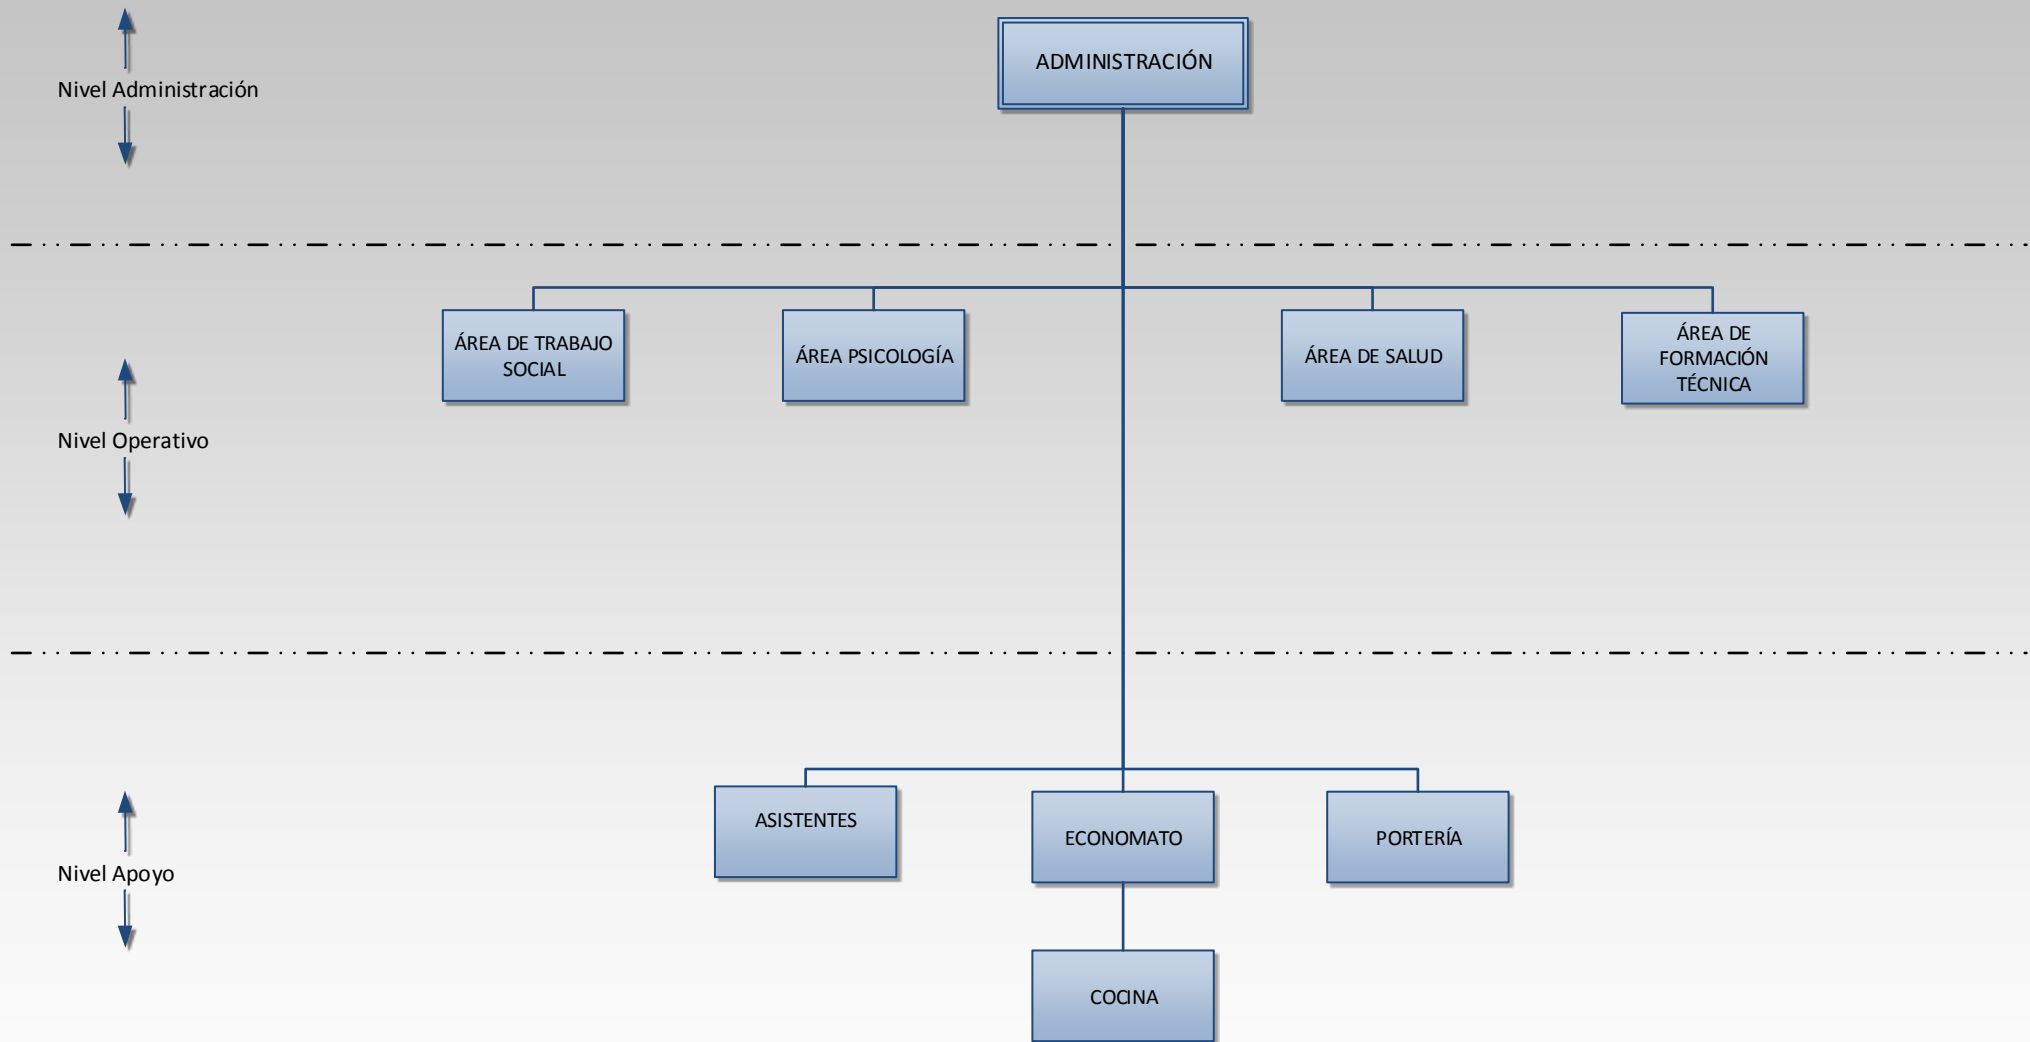 ADMINISTRACIÓN
Nivel Administración
ÁREA DE TRABAJO
SOCIAL
ÁREA PSICOLOGÍA
ÁREA DE SALUD
ÁREA DE
FORMACIÓN
TÉCNICA
Nivel Operativo
ASISTENTES
ECONOMATO
PORTERÍA
Nivel Apoyo
COCINA